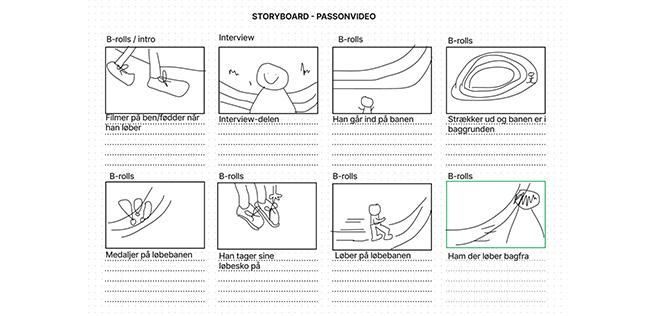 STORYBOARD - PASSONVIDEO
B-rolls / intro
Interview
B-rolls
B-rolls
Filmer på ben/fødder når
han løber
Interview-delen
Han går ind på banen
Strækker ud og banen er i
baggrunden
B-rolls
B-rolls
B-rolls
B-rolls
Medaljer på løbebanen
Han tager sine
løbesko på
Løber på løbebanen
Ham der løber bagfra